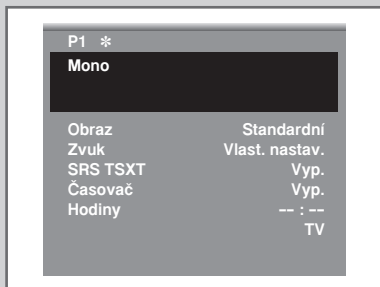 P1 ✻
Mono
Obraz Standardní
Zvuk Vlast. nastav.
SRS TSXT Vyp.
Časovač Vyp.
Hodiny -- : --
TV